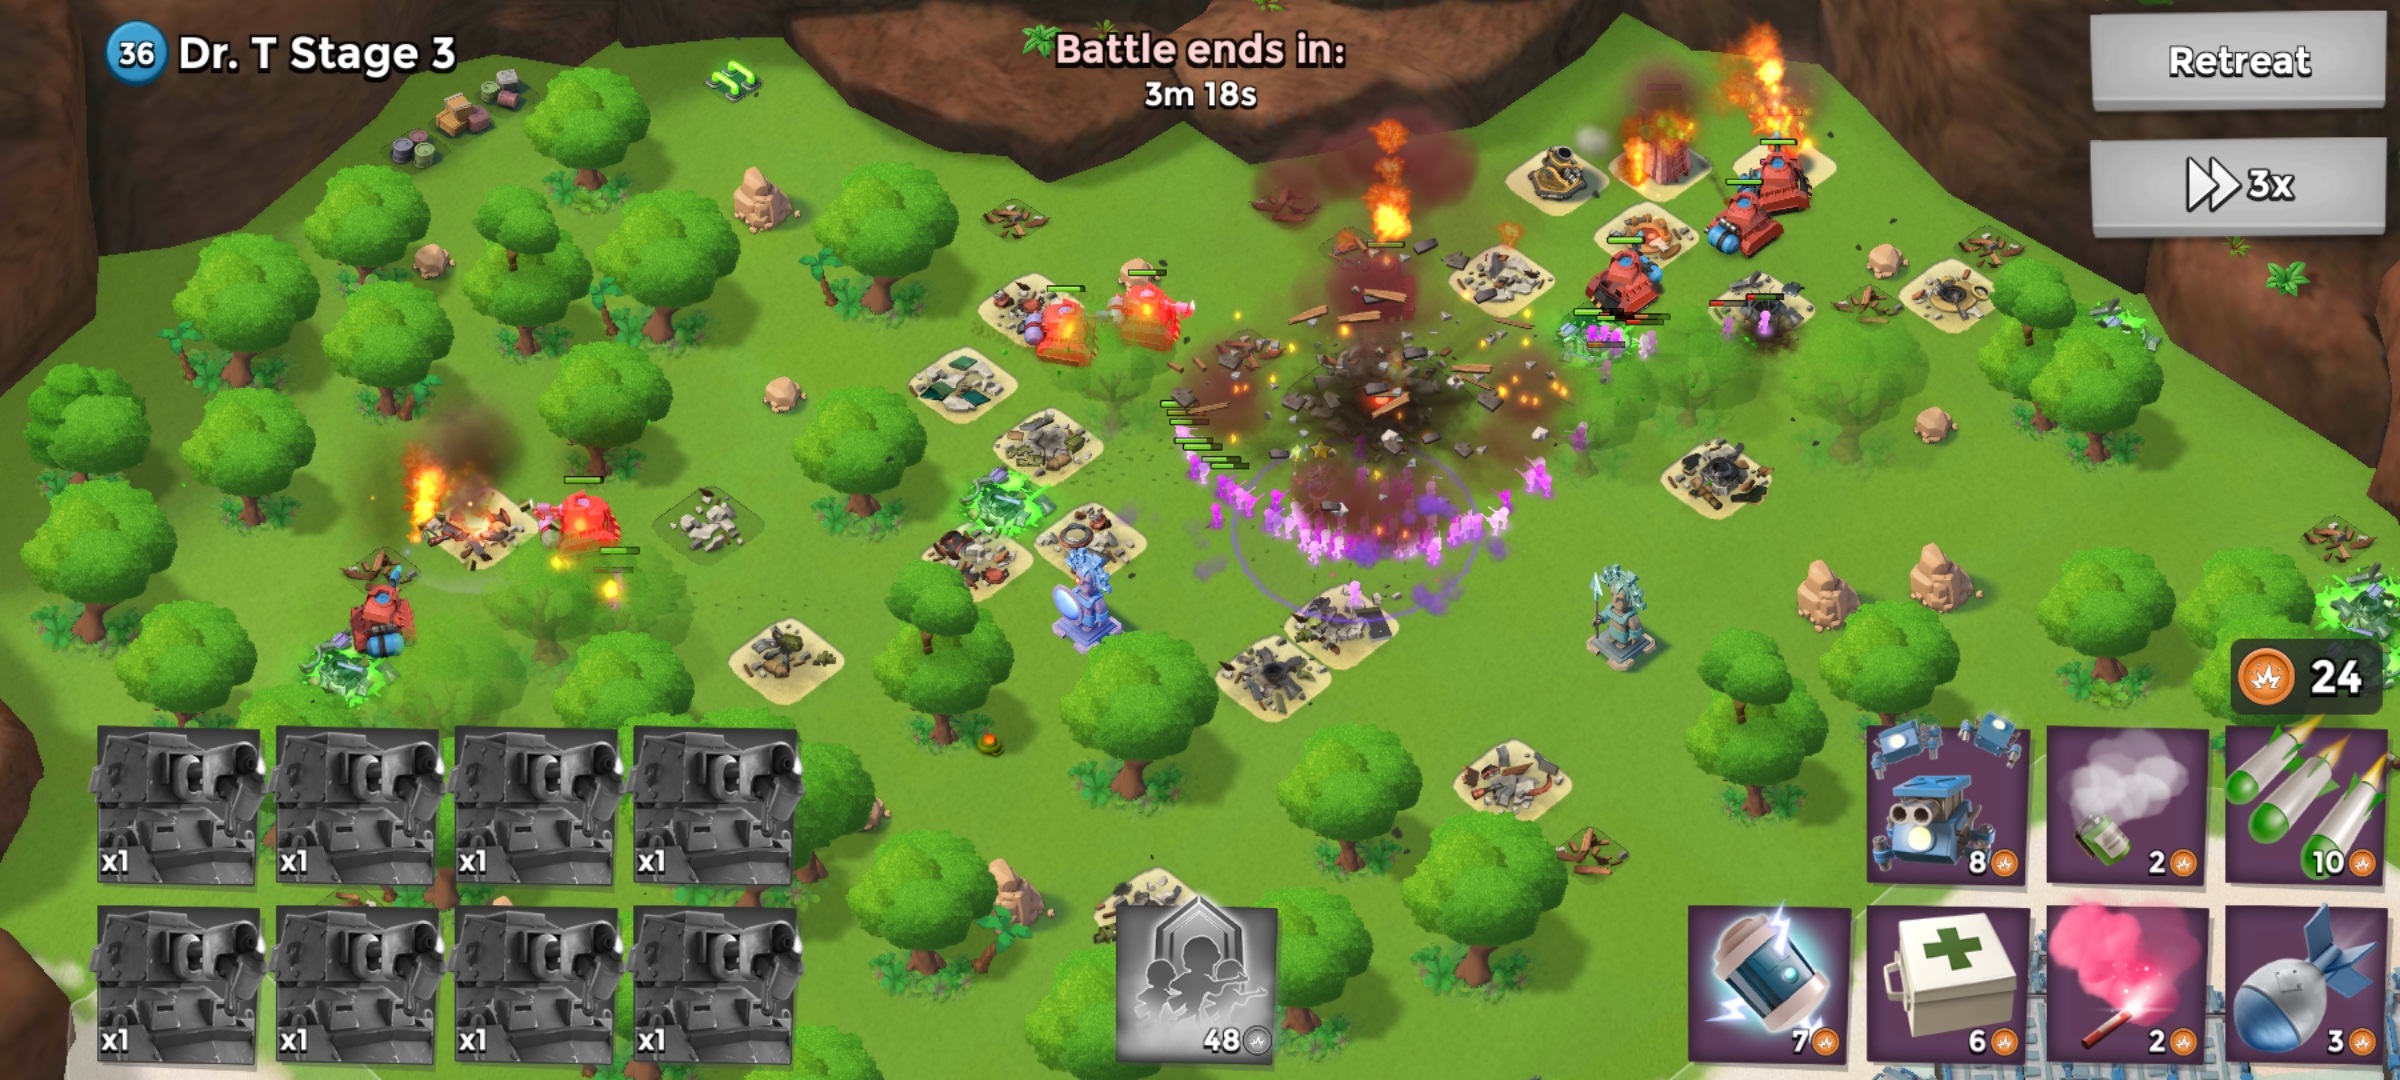 36 Dr. T Stage 3
Battle ends in:
3m 18s
Retreat
3x
24
8
2
10
x1
x1
x1
x1
x1
x1
x1
x1
48
7
6
2
3